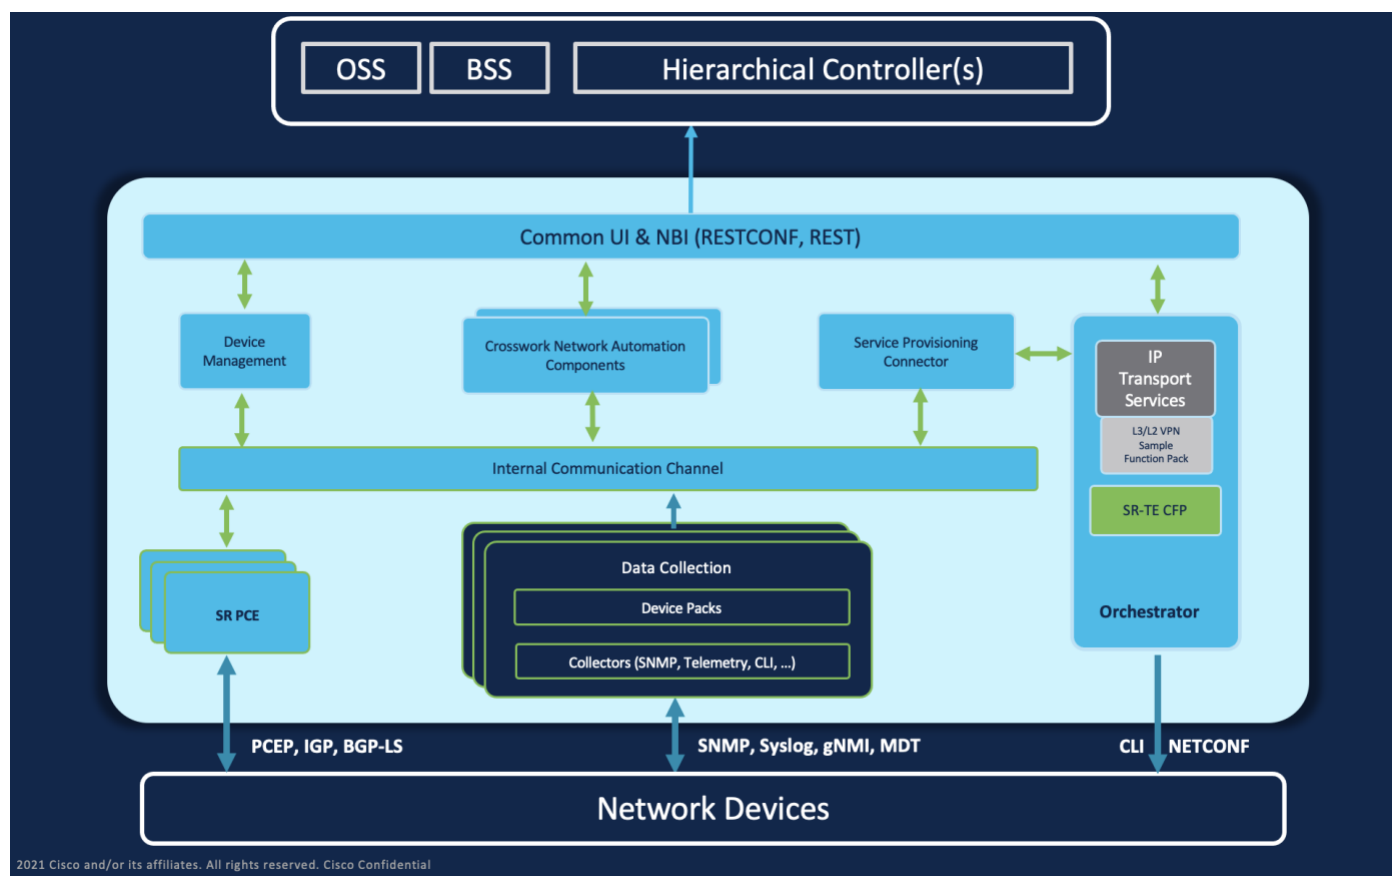 OSS
BSS
Hierarchical Controller(s)
Common UI & NBI (RESTCONF, REST)
Device
Management
Crosswork Network Automation
Components
Service Provisioning
Connector
IP
Transport
Services
L3/L2 VPN
Sample
Function Pack
Internal Communication Channel
SR-TE CFP
Data Collection
Device Packs
SR PCE
Orchestrator
Collectors (SNMP, Telemetry, CLI, ...)
PCEP, IGP, BGP-LS
SNMP, Syslog, gNMI, MDT
CLI
NETCONF
Network Devices
2021 Cisco and/or its affiliates. All rights reserved. Cisco Confidential